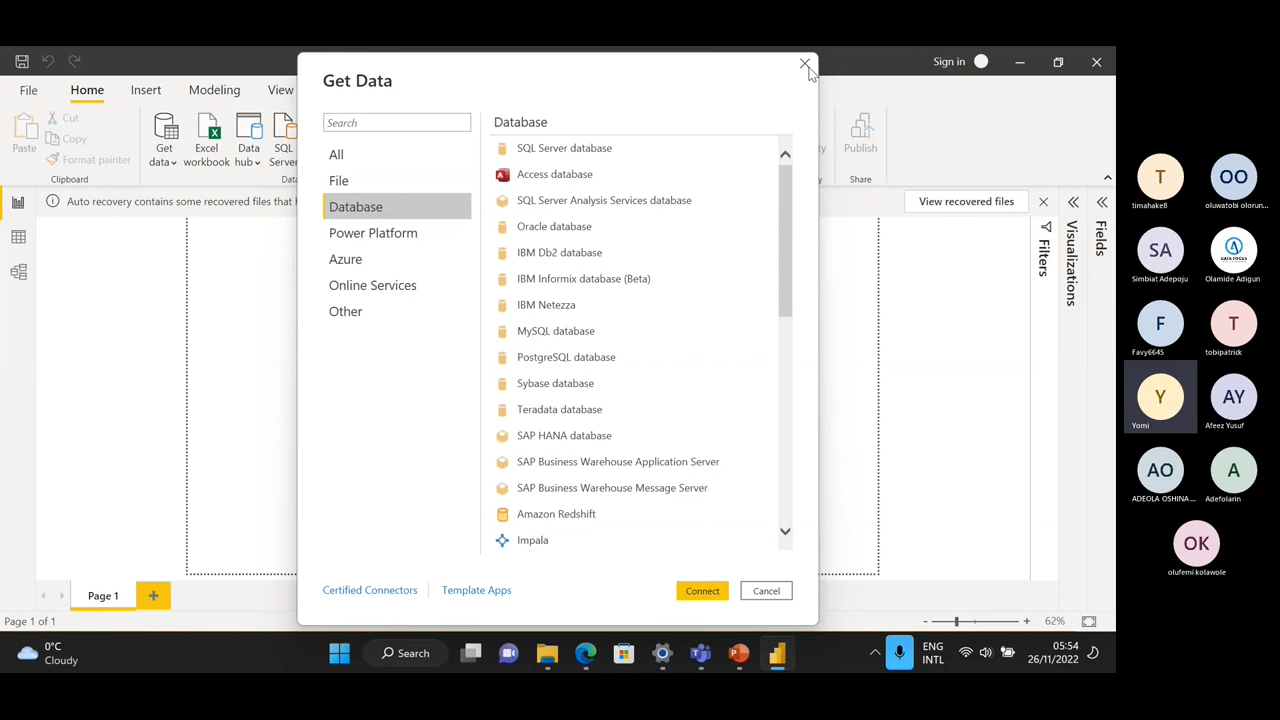 Sign in
File
Home
Insert
Modeling
View
Paste
Cut
Copy
Format painter
Clipboard
Get
data
Excel
workbook
Data
hub
SQL
Server
Publish
Share
Auto recovery contains some recovered files that
View recovered files
Get Data
Search
All
File
Database
Power Platform
Azure
Online Services
Other
Database
SQL Server database
Access database
SQL Server Analysis Services database
Oracle database
IBM Db2 database
IBM Informix database (Beta)
IBM Netezza
MySQL database
PostgreSQL database
Sybase database
Teradata database
SAP HANA database
SAP Business Warehouse Application Server
SAP Business Warehouse Message Server
Amazon Redshift
Impala
Certified Connectors
Template Apps
Connect
Cancel
Filters
Visualizations
Fields
Page 1
Page 1 of 1
62%
0°C
Cloudy
Search
ENG
INTL
05:54
26/11/2022
T
timahake8
OO
oluwatobi olorun...
SA
Simbiat Adepoju
DATA FOCUS
Olamide Adigun
F
Favy6645
T
tobipatrick
Y
Yomi
AY
Afeez Yusuf
AO
ADEOLA OSHINA...
A
Adefolarin
OK
olufemi kolawole